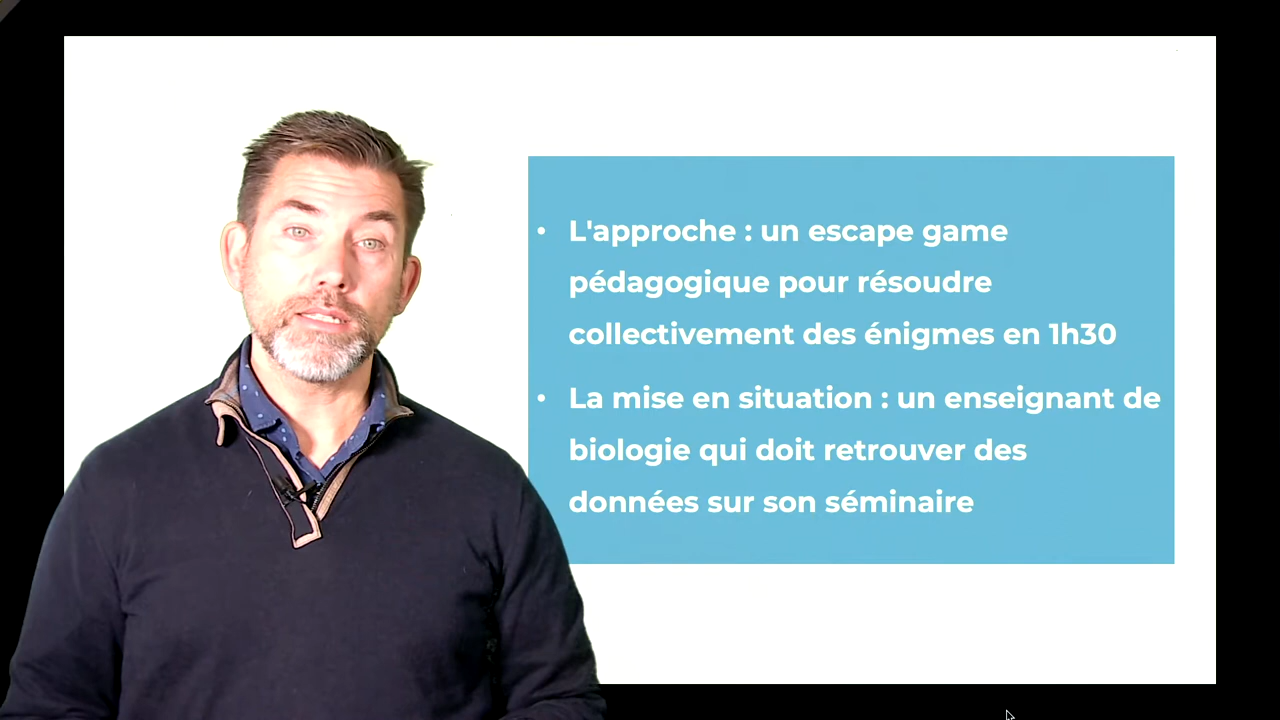 • L'approche : un escape game
pédagogique pour résoudre
collectivement des énigmes en 1h30
• La mise en situation : un enseignant de
biologie qui doit retrouver des
données sur son séminaire